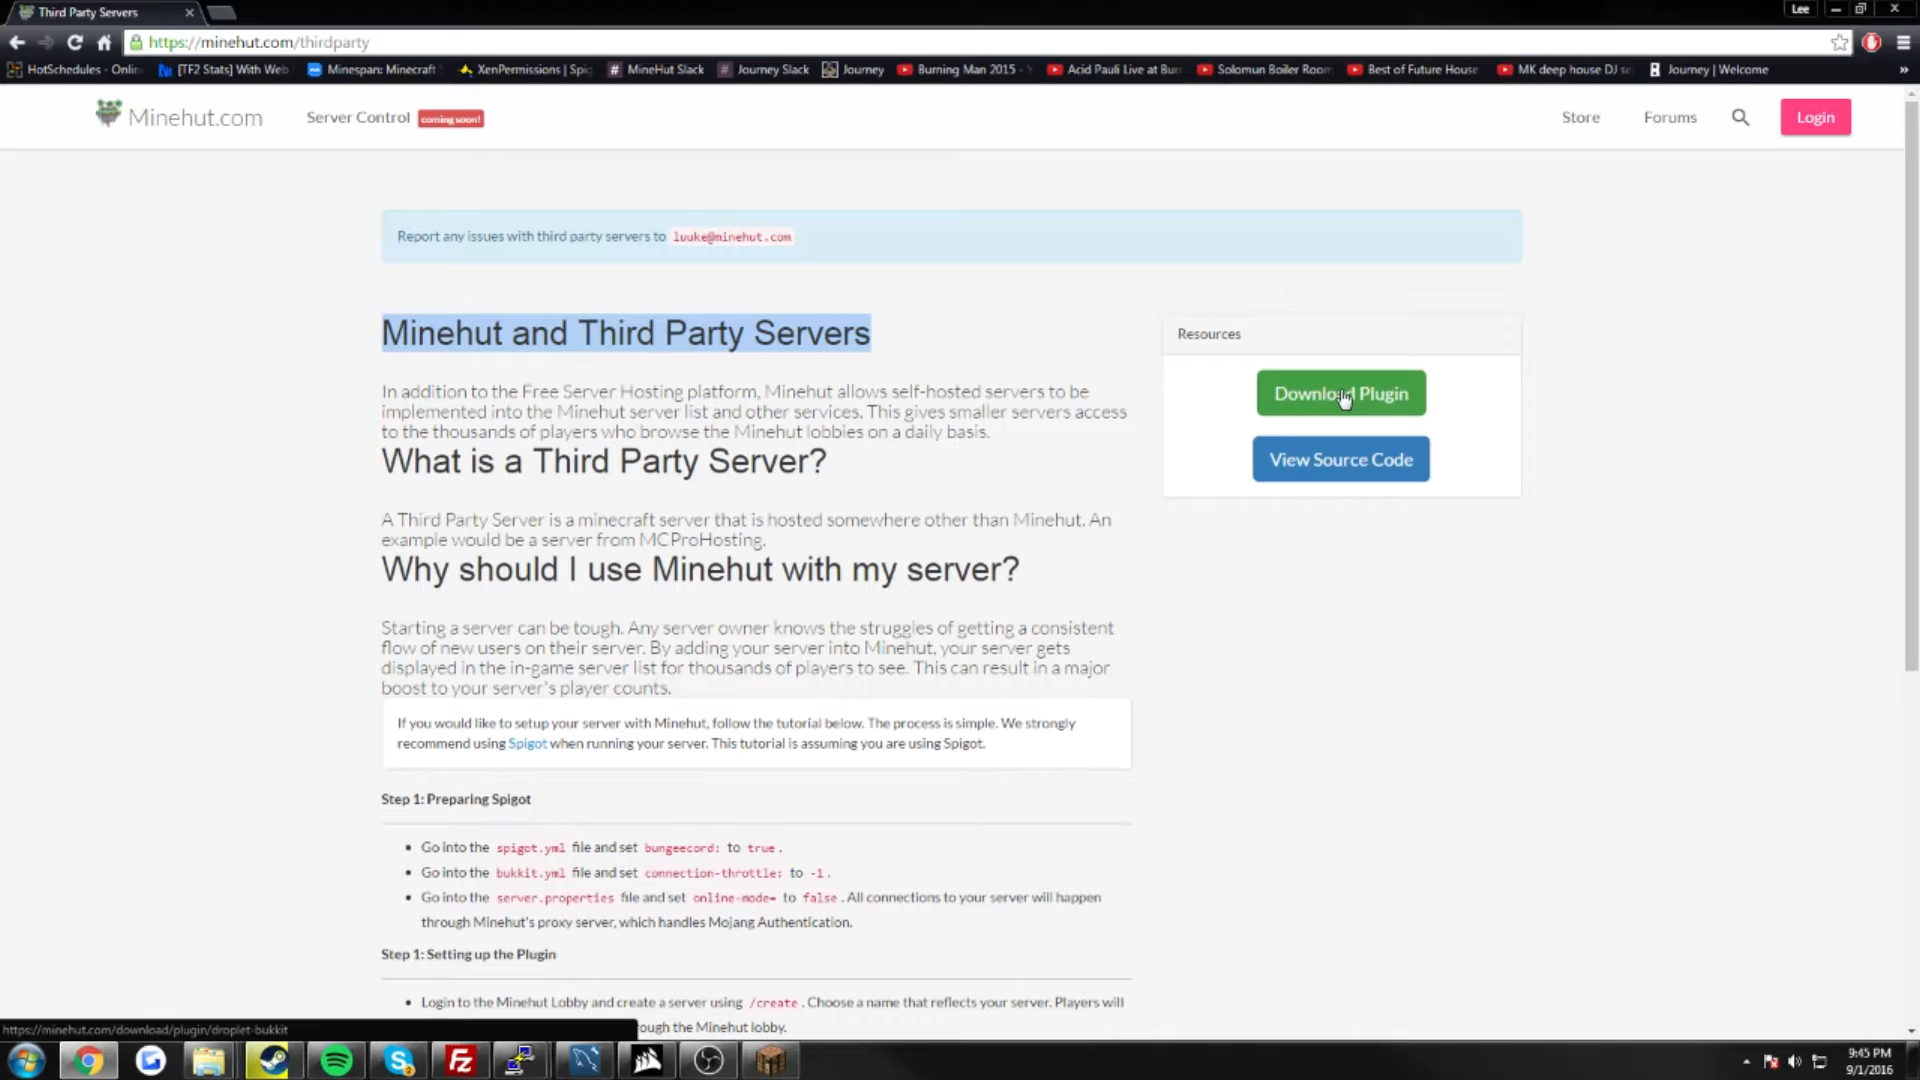 Third Party Servers
Lee
https://minehut.com/thirdparty
HotSchedules - Onlin
[TF2 Stats] With Web
Minespan: Minecraft
XenPermissions | Spig
MineHut Slack
Journey Slack
Journey
Burning Man 2015 -
Acid Pauli Live at Bur
Solomun Boiler Room
Best of Future House
MK deep house DJ se
Journey | Welcome
Minehut.com
Server Control coming soon!
Store
Forums
Login
Report any issues with third party servers to luuke@minehut.com
Minehut and Third Party Servers
In addition to the Free Server Hosting platform, Minehut allows self-hosted servers to be
implemented into the Minehut server list and other services. This gives smaller servers access
to the thousands of players who browse the Minehut lobbies on a daily basis.
What is a Third Party Server?
A Third Party Server is a minecraft server that is hosted somewhere other than Minehut. An
example would be a server from MCProHosting.
Why should I use Minehut with my server?
Starting a server can be tough. Any server owner knows the struggles of getting a consistent
flow of new users on their server. By adding your server into Minehut, your server gets
displayed in the in-game server list for thousands of players to see. This can result in a major
boost to your server's player counts.
If you would like to setup your server with Minehut, follow the tutorial below. The process is simple. We strongly
recommend using Spigot when running your server. This tutorial is assuming you are using Spigot.
Step 1: Preparing Spigot
Go into the spigot.yml file and set bungeecord: to true.
Go into the bukkit.yml file and set connection-throttle: to -1.
Go into the server.properties file and set online-mode= to false. All connections to your server will happen
through Minehut's proxy server, which handles Mojang Authentication.
Step 1: Setting up the Plugin
Login to the Minehut Lobby and create a server using /create. Choose a name that reflects your server. Players will
ough the Minehut lobby.
Resources
Download Plugin
View Source Code
https://minehut.com/download/plugin/droplet-bukkit
9:45 PM
9/1/2016